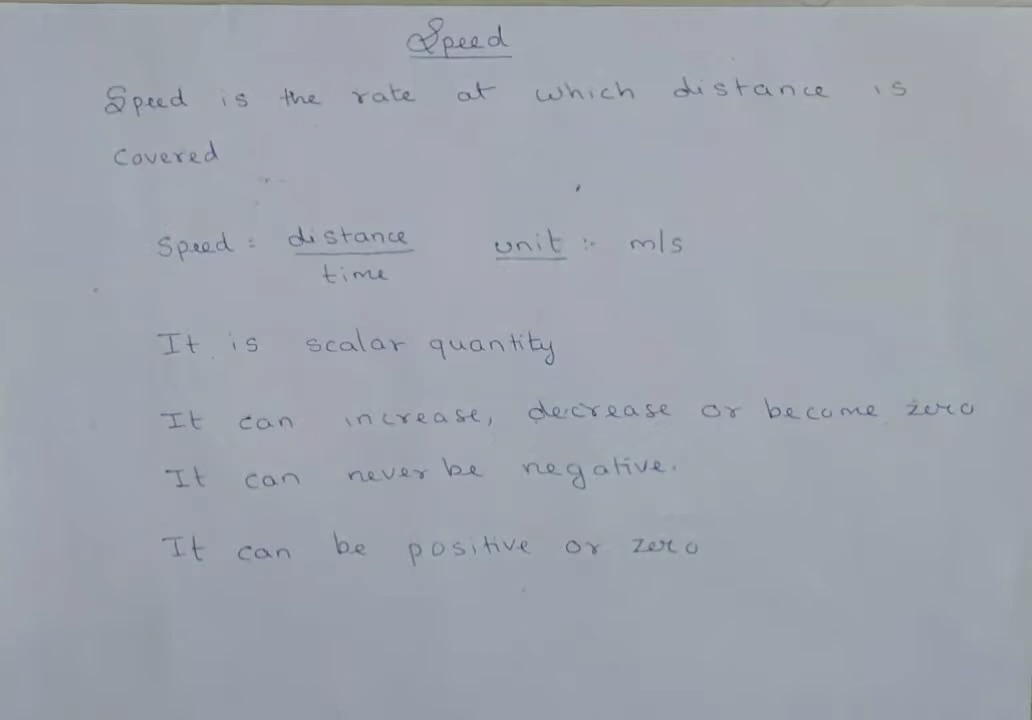 Speed
Speed is the rate at which distance is
covered
Speed = distance / time unit :- m/s
It is scalar quantity
It can increase, decrease or become zero
It can never be negative.
It can be positive or zero